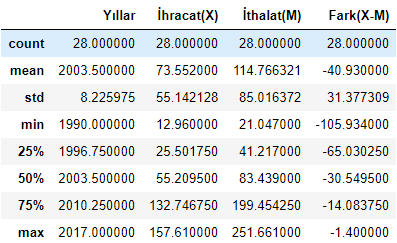 Yıllar İhracat(X) İthalat(M) Fark(X-M)
count 28.000000 28.000000 28.000000 28.000000
mean 2003.500000 73.552000 114.766321 -40.930000
std 8.225975 55.142128 85.016372 31.377309
min 1990.000000 12.960000 21.047000 -105.934000
25% 1996.750000 25.501750 41.217000 -65.030250
50% 2003.500000 55.209500 83.439000 -30.549500
75% 2010.250000 132.746750 199.454250 -14.083750
max 2017.000000 157.610000 251.661000 -1.400000